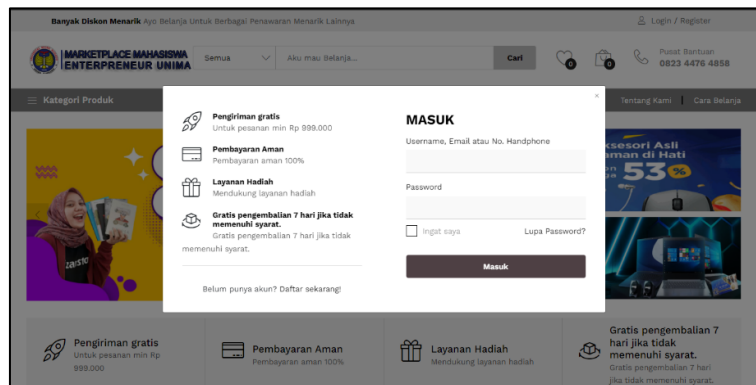 Banyak Diskon Menarik Ayo Belanja Untuk Berbagai Penawaran Menarik Lainnya
Login / Register
MARKETPLACE MAHASISWA
ENTERPRENEUR UNIMA
Semua
Aku mau Belanja...
Cari
0
0
Pusat Bantuan
0823 4476 4858
Kategori Produk
Tentang Kami
Cara Belanja
×
Pengiriman gratis
Untuk pesanan min Rp 999.000
Pembayaran Aman
Pembayaran aman 100%
Layanan Hadiah
Mendukung layanan hadiah
Gratis pengembalian 7 hari jika tidak
memenuhi syarat.
Gratis pengembalian 7 hari jika tidak
memenuhi syarat.
Belum punya akun? Daftar sekarang!
MASUK
Username, Email atau No. Handphone
Password
Ingat saya
Lupa Password?
Masuk
ksesori Asli
man di Hati
53%
Pengiriman gratis
Untuk pesanan min Rp
999.000
Pembayaran Aman
Pembayaran aman 100%
Layanan Hadiah
Mendukung layanan hadiah
Gratis pengembalian 7
hari jika tidak
memenuhi syarat.
Gratis pengembalian 7 hari
jika tidak memenuhi syarat.